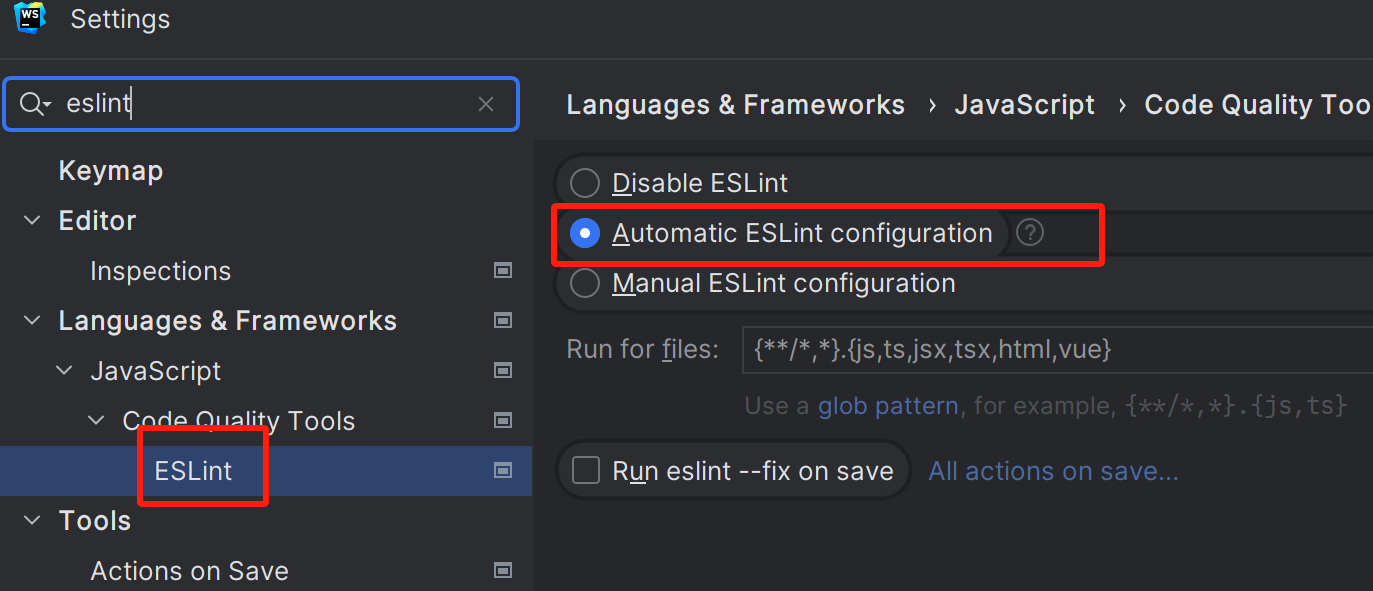 WS Settings
eslint
Keymap
Editor
Inspections
Languages & Frameworks
JavaScript
Code Quality Tools
ESLint
Tools
Actions on Save
Languages & Frameworks › JavaScript › Code Quality Too
Disable ESLint
Automatic ESLint configuration ?
Manual ESLint configuration
Run for files: {**/*,*}.{js,ts,jsx,tsx,html,vue}
Use a glob pattern, for example, {**/*,*}.{js,ts}
Run eslint --fix on save All actions on save...